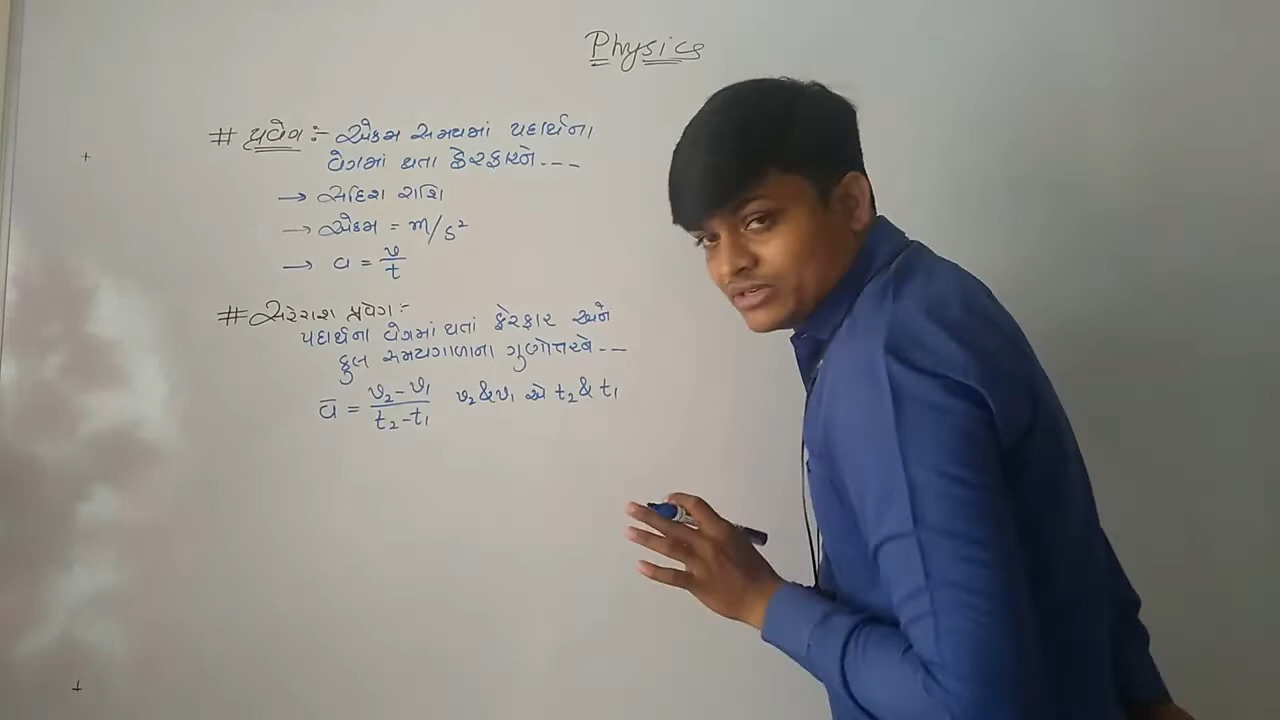 Physics
# પ્રવેગ :- એકમ સમયમાં પદાર્થના
વેગમાં થતા ફેરફારને ---
→ સદિશ રાશિ
→ એકમ = m/s²
→ a = v/t
# સરેરાશ પ્રવેગ :-
પદાર્થના વેગમાં થતાં ફેરફાર અને
કુલ સમયગાળાના ગુણોત્તરને ---
ā = v₂-v₁/t₂-t₁ v₂&v₁ એ t₂ & t₁